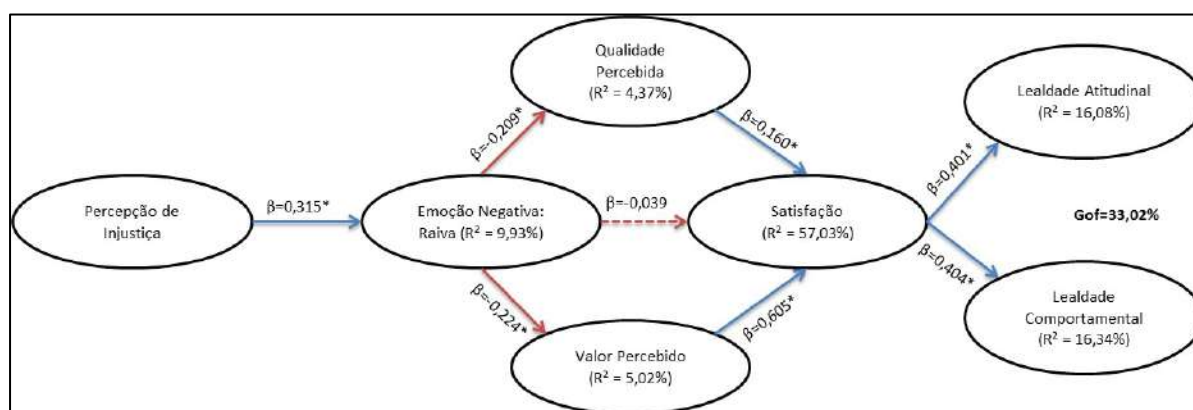 Percepção de
Injustiça
β=0,315*
Emoção Negativa:
Raiva (R² = 9,93%)
β=-0,209*
Qualidade
Percebida
(R² = 4,37%)
β=0,160*
β=-0,039
Satisfação
(R² = 57,03%)
β=-0,224*
Valor Percebido
(R² = 5,02%)
β=0,605*
β=0,401*
Lealdade Atitudinal
(R² = 16,08%)
Gof=33,02%
β=0,404*
Lealdade
Comportamental
(R² = 16,34%)